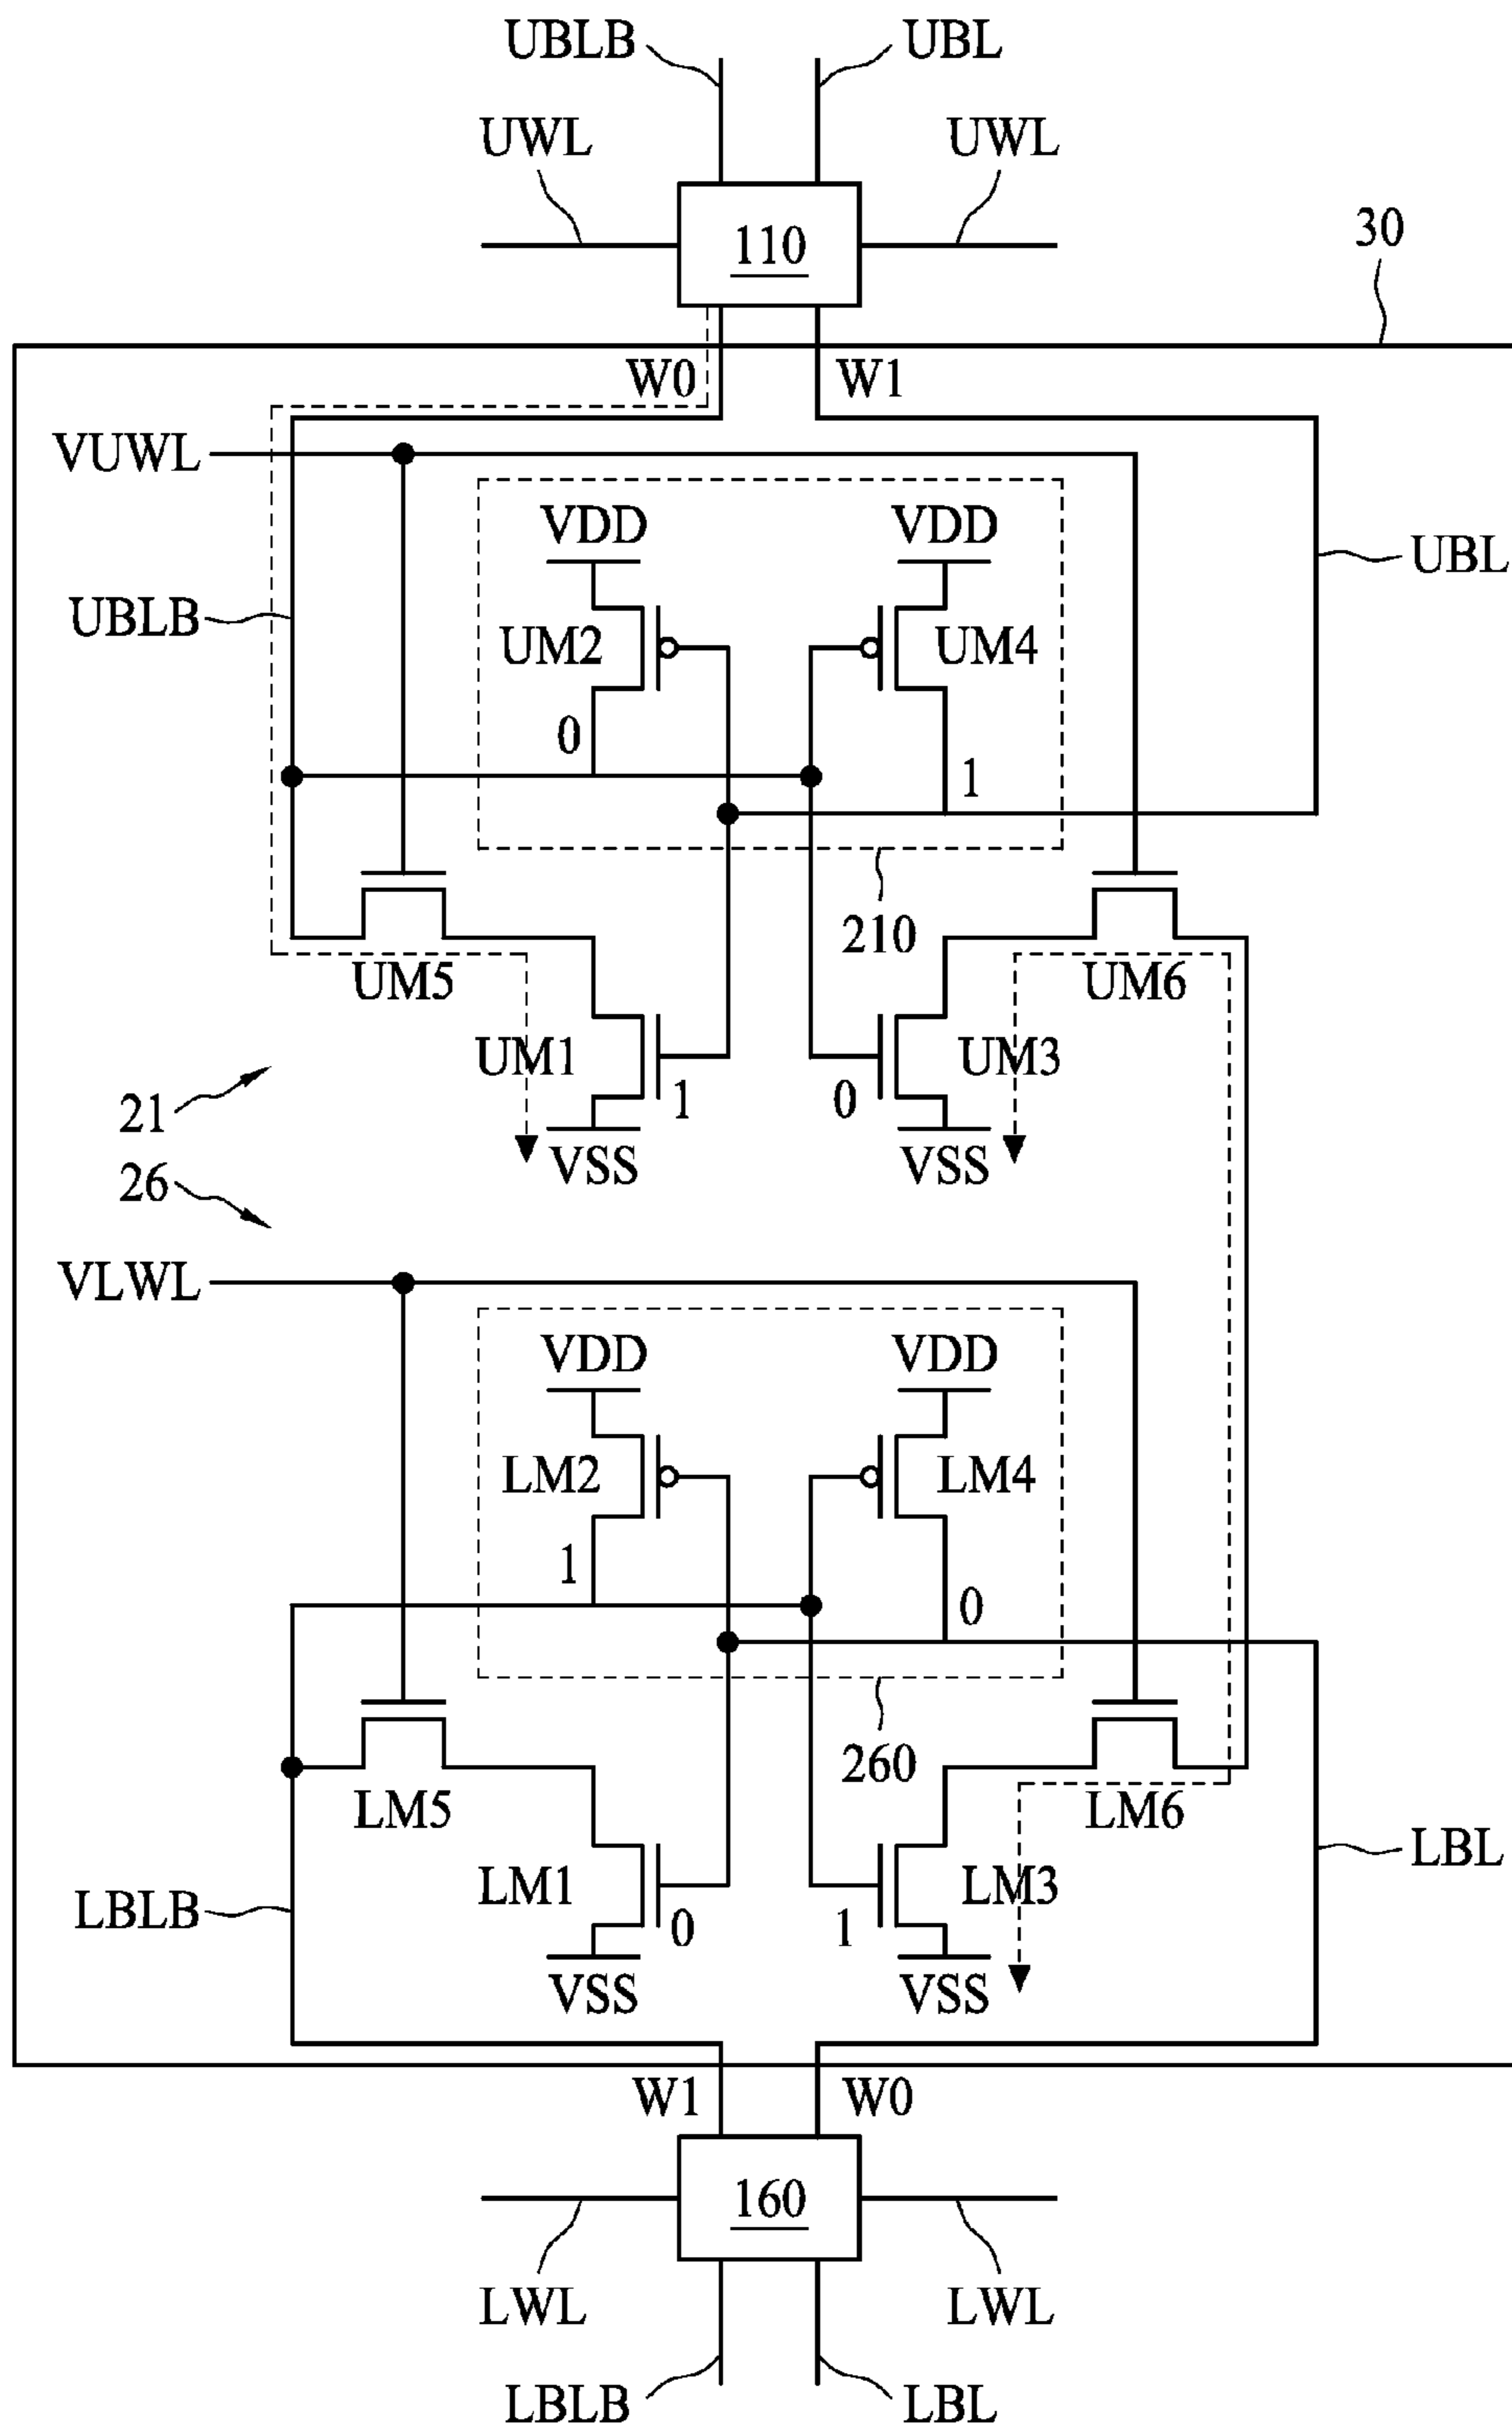 UBLB UBL
UWL UWL
110
30
W0 W1
VUWL
VDD VDD
UBL
UBLB
UM2 UM4
0
1
210
UM5 UM6
UM1 UM3
21
1 0
VSS VSS
26
VLWL
VDD VDD
LM2 LM4
1
0
260
LM5 LM6
LBL
LM1 LM3
LBLB
0 1
VSS VSS
W1 W0
160
LWL LWL
LBLB LBL